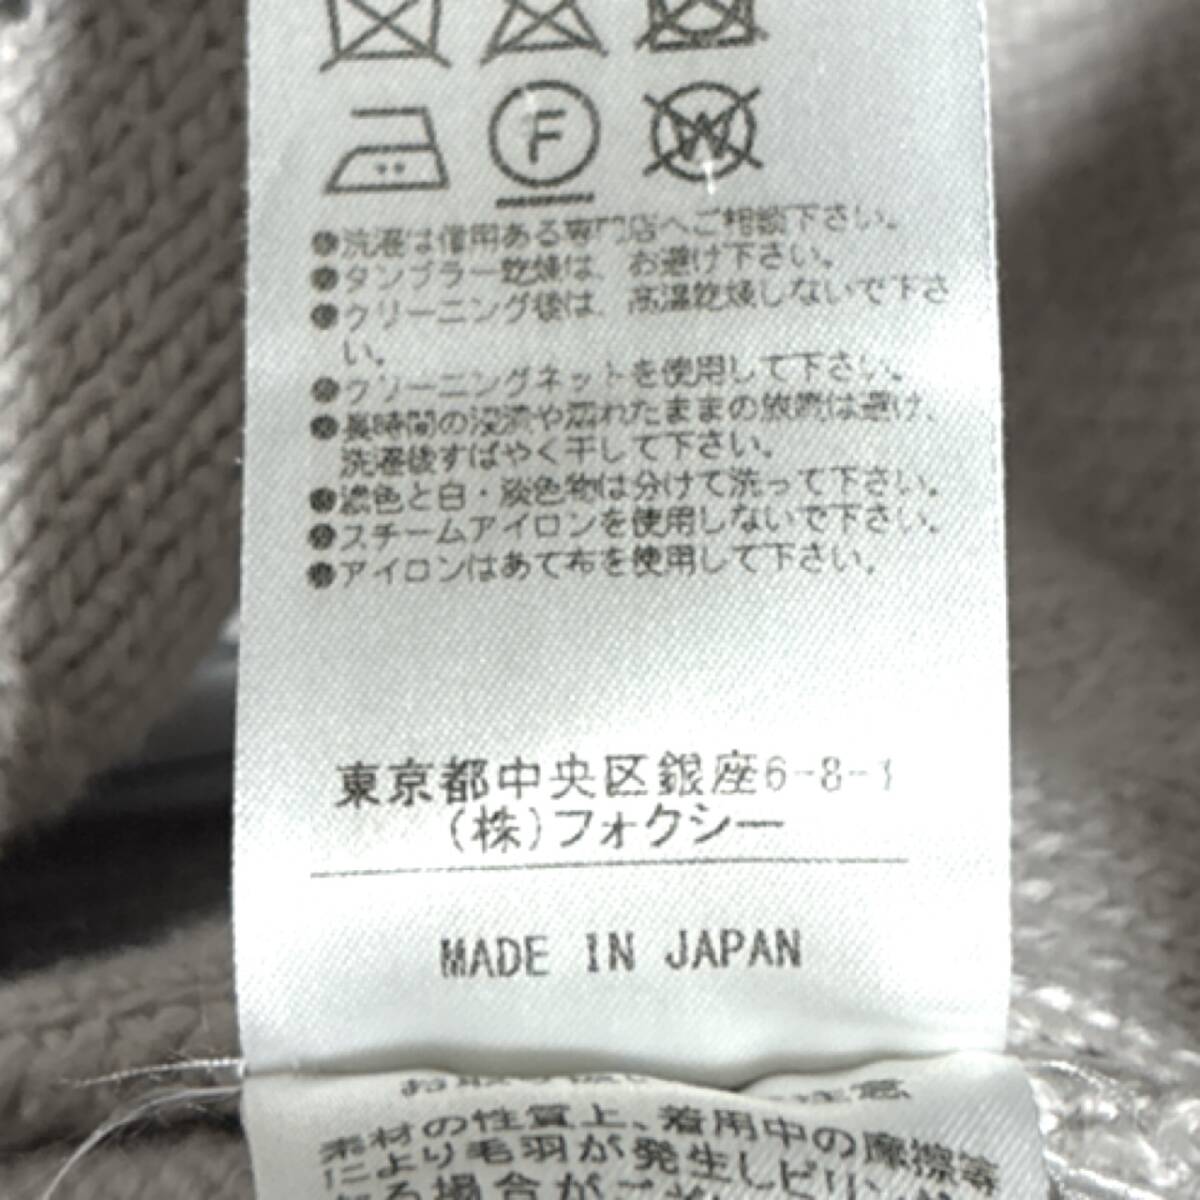 F W
●洗濯は信用ある専門店へご相談下さい。
●タンブラー乾燥は、お避け下さい。
●クリーニング後は、高温乾燥しないで下さ
い。
●クリーニングネットを使用して下さい。
●長時間の浸漬や濡れたままの放置は避け、
洗濯後すばやく干して下さい。
●濃色と白・淡色物は分けて洗って下さい。
●スチームアイロンを使用しないで下さい。
●アイロンはあて布を使用して下さい。
東京都中央区銀座6-8-1
(株)フォクシー
MADE IN JAPAN
素材の性質上、着用中の摩擦等
により毛羽が発生しピリ
る場合がご